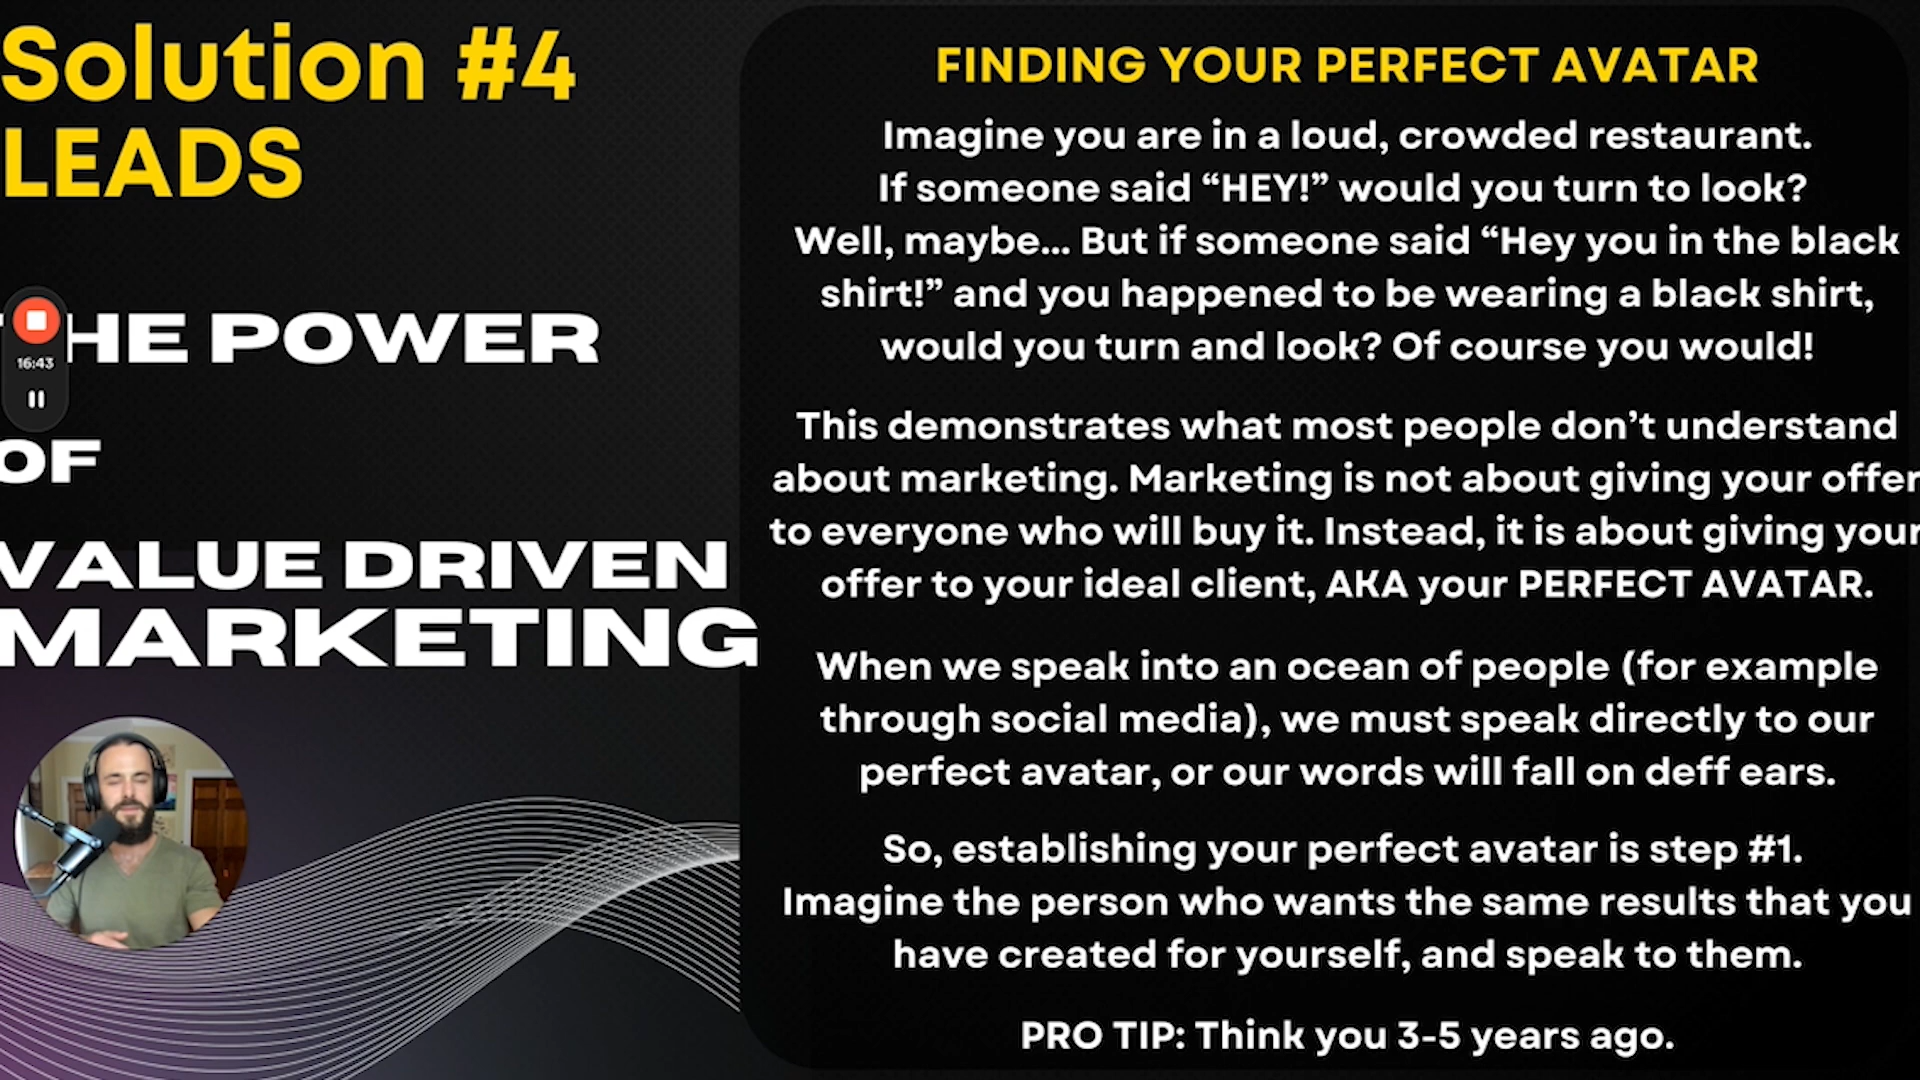 Solution #4
LEADS
16:43
THE POWER
OF
VALUE DRIVEN
MARKETING
FINDING YOUR PERFECT AVATAR
Imagine you are in a loud, crowded restaurant.
If someone said “HEY!” would you turn to look?
Well, maybe... But if someone said “Hey you in the black
shirt!” and you happened to be wearing a black shirt,
would you turn and look? Of course you would!
This demonstrates what most people don’t understand
about marketing. Marketing is not about giving your offer
to everyone who will buy it. Instead, it is about giving your
offer to your ideal client, AKA your PERFECT AVATAR.
When we speak into an ocean of people (for example
through social media), we must speak directly to our
perfect avatar, or our words will fall on deff ears.
So, establishing your perfect avatar is step #1.
Imagine the person who wants the same results that you
have created for yourself, and speak to them.
PRO TIP: Think you 3-5 years ago.